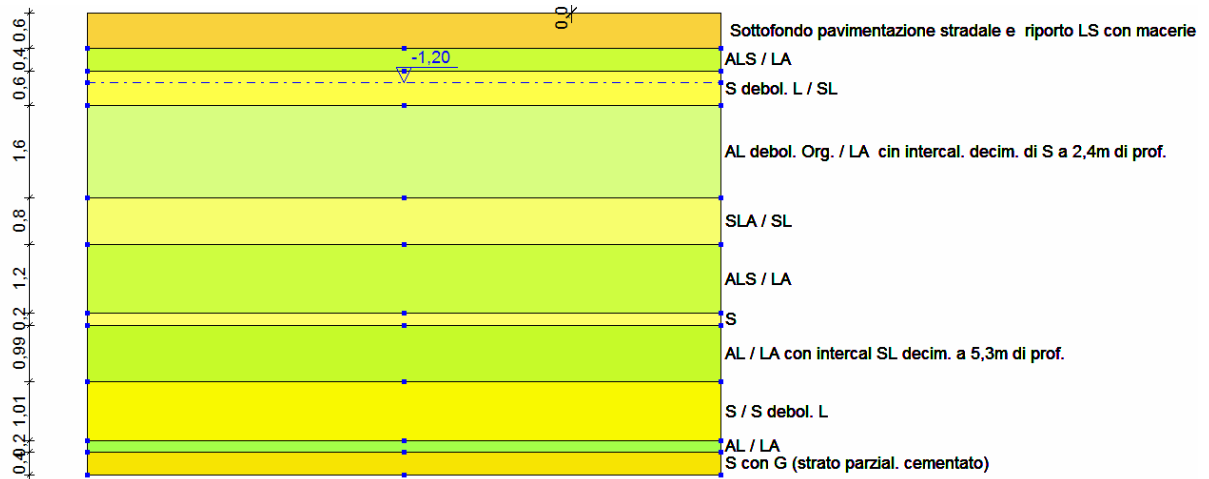 0,0
0,6 Sottofondo pavimentazione stradale e riporto LS con macerie
0,4 ALS / LA
-1,20
0,6 S debol. L / SL
1,6 AL debol. Org. / LA cin intercal. decim. di S a 2,4m di prof.
0,8 SLA / SL
1,2 ALS / LA
0,2 S
0,99 AL / LA con intercal SL decim. a 5,3m di prof.
1,01 S / S debol. L
0,2 AL / LA
0,4 S con G (strato parzial. cementato)